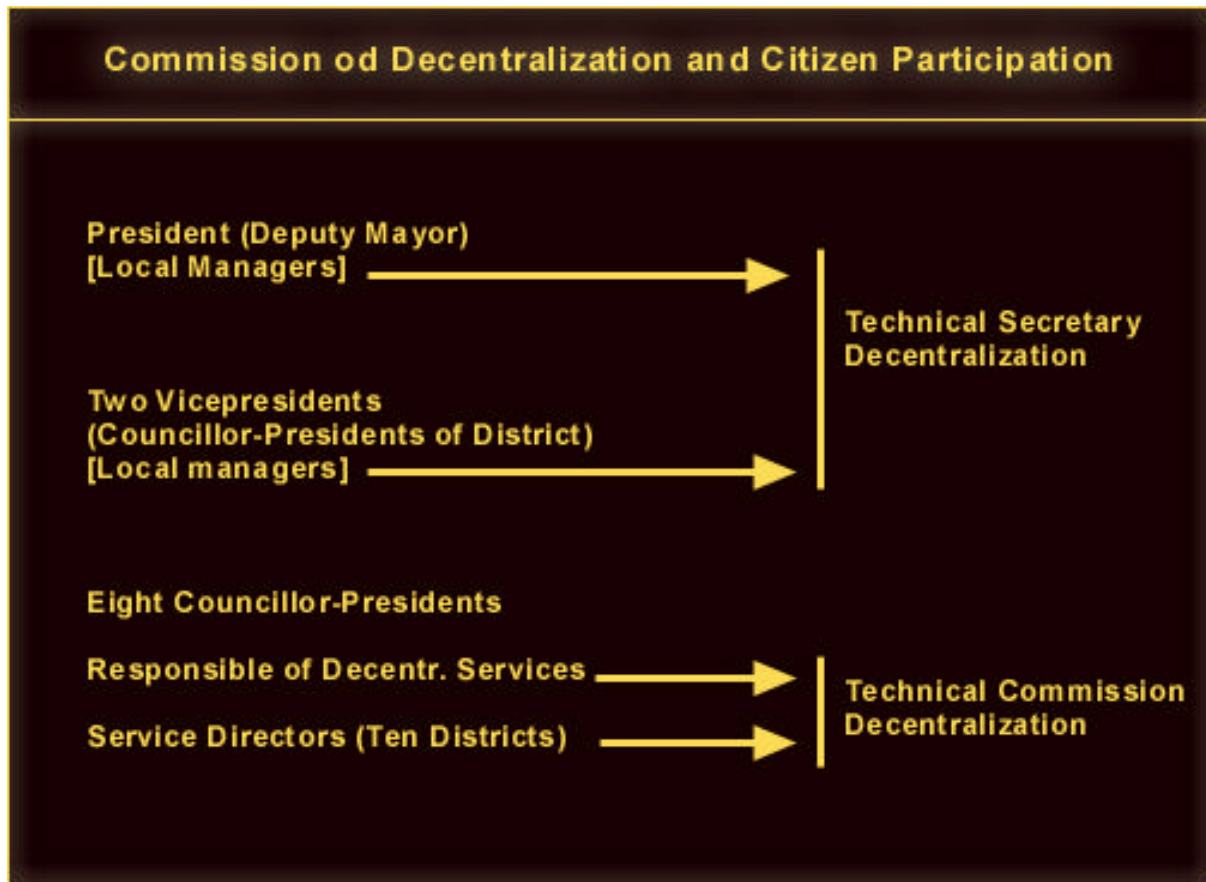 Commission od Decentralization and Citizen Participation
President (Deputy Mayor)
[Local Managers]
Technical Secretary
Decentralization
Two Vicepresidents
(Councillor-Presidents of District)
[Local managers]
Eight Councillor-Presidents
Responsible of Decentr. Services
Service Directors (Ten Districts)
Technical Commission
Decentralization